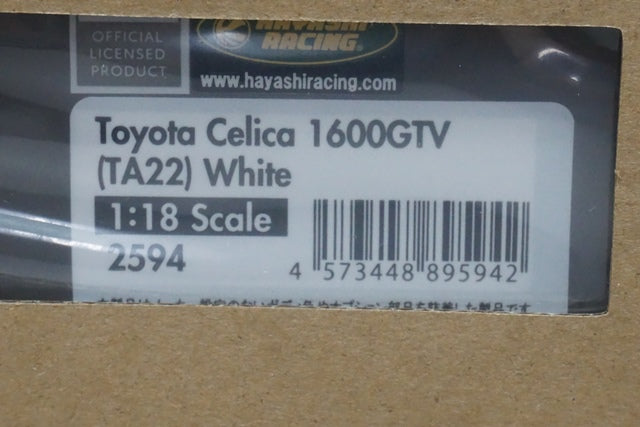 OFFICIAL
LICENSED
PRODUCT
HAYASHI
RACING
www.hayashiracing.com
Toyota Celica 1600GTV
(TA22) White
1:18 Scale
2594
4 573448 895942